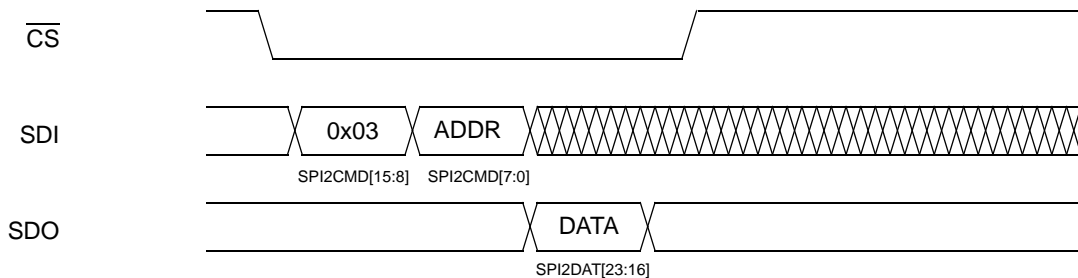 CS
SDI
0x03
ADDR
SPI2CMD[15:8]
SPI2CMD[7:0]
SDO
DATA
SPI2DAT[23:16]